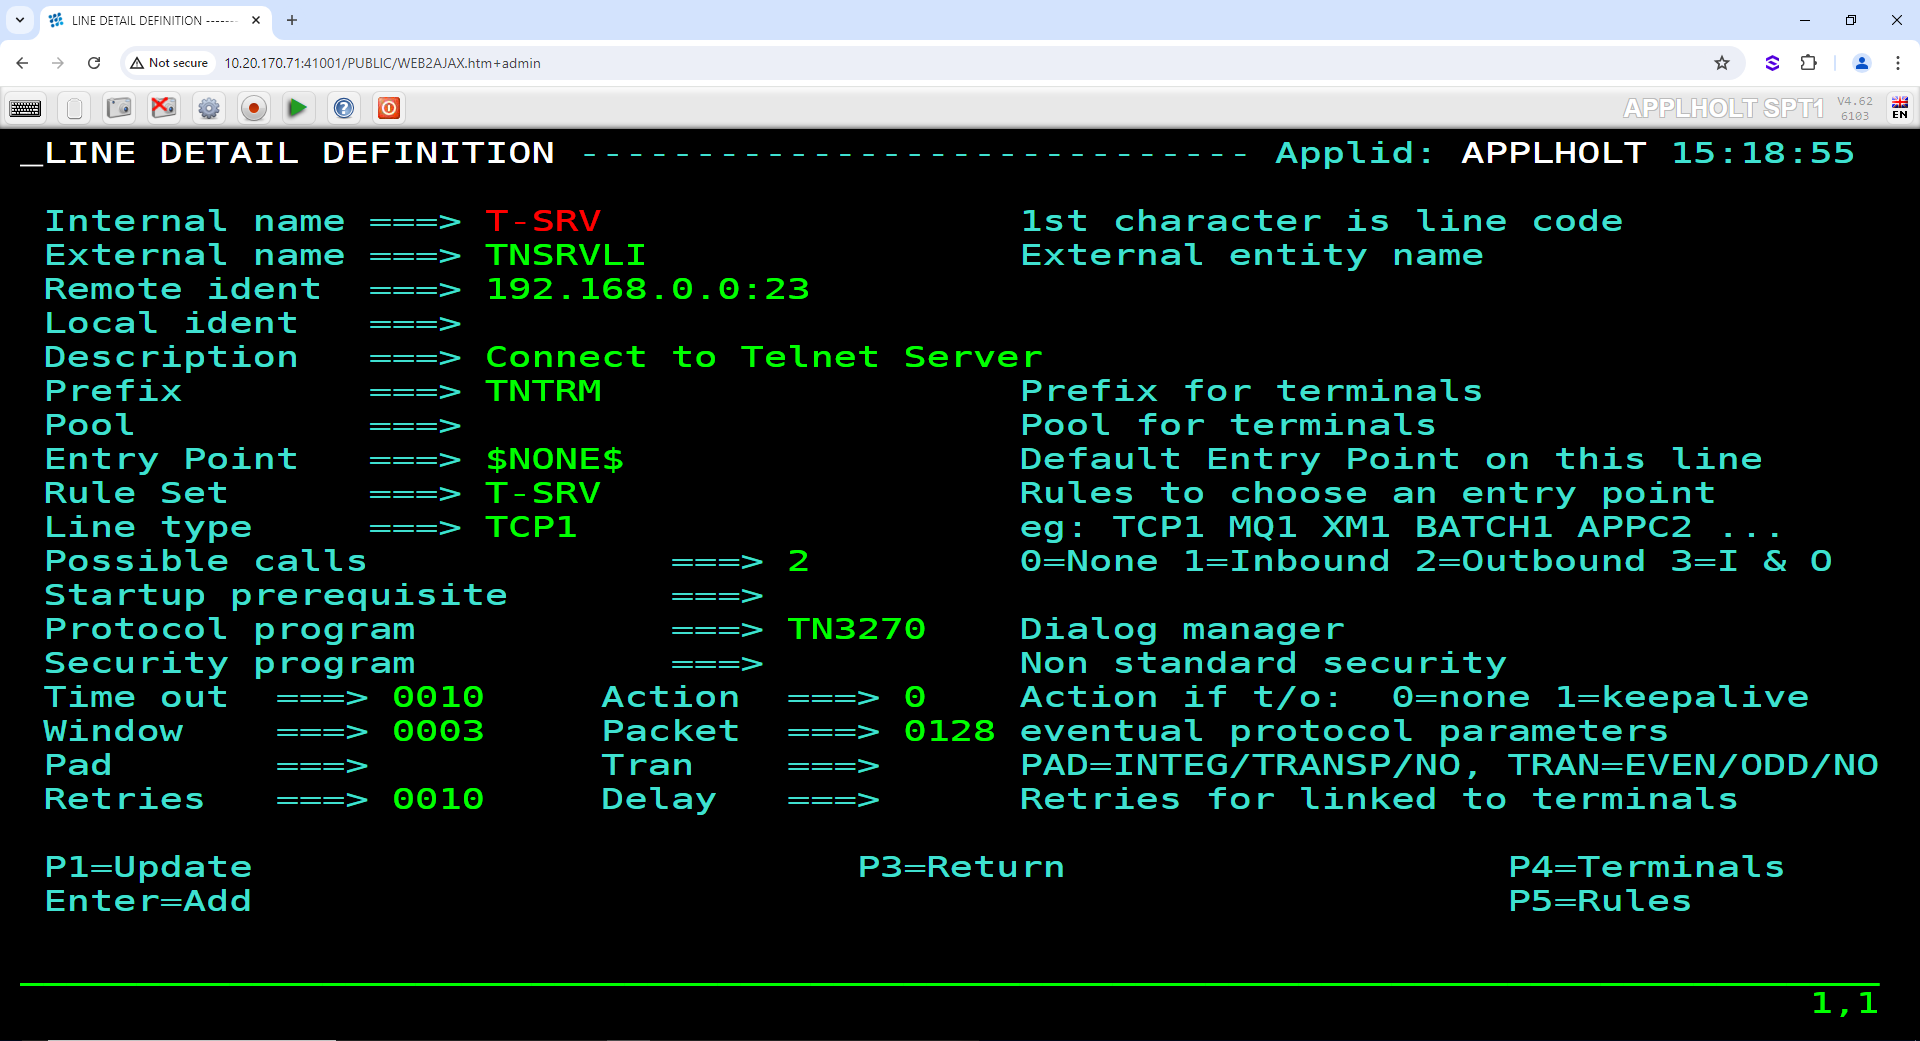 LINE DETAIL DEFINITION -------
Not secure 10.20.170.71:41001/PUBLIC/WEB2AJAX.htm+admin
APPLHOLT SPT1 V4.62 6103 EN
_LINE DETAIL DEFINITION ----------------------------- Applid: APPLHOLT 15:18:55
Internal name ===> T-SRV 1st character is line code
External name ===> TNSRVLI External entity name
Remote ident ===> 192.168.0.0:23
Local ident ===>
Description ===> Connect to Telnet Server
Prefix ===> TNTRM Prefix for terminals
Pool ===> Pool for terminals
Entry Point ===> $NONE$ Default Entry Point on this line
Rule Set ===> T-SRV Rules to choose an entry point
Line type ===> TCP1 eg: TCP1 MQ1 XM1 BATCH1 APPC2 ...
Possible calls ===> 2 0=None 1=Inbound 2=Outbound 3=I & O
Startup prerequisite ===>
Protocol program ===> TN3270 Dialog manager
Security program ===> Non standard security
Time out ===> 0010 Action ===> 0 Action if t/o: 0=none 1=keepalive
Window ===> 0003 Packet ===> 0128 eventual protocol parameters
Pad ===> Tran ===> PAD=INTEG/TRANSP/NO, TRAN=EVEN/ODD/NO
Retries ===> 0010 Delay ===> Retries for linked to terminals
P1=Update P3=Return P4=Terminals
Enter=Add P5=Rules
1,1